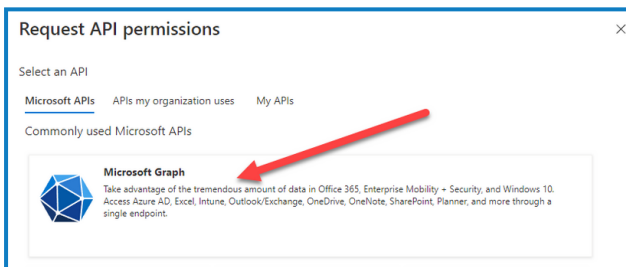 Request API permissions
Select an API
Microsoft APIs APIs my organization uses My APIs
Commonly used Microsoft APIs
Microsoft Graph
Take advantage of the tremendous amount of data in Office 365, Enterprise Mobility + Security, and Windows 10.
Access Azure AD, Excel, Intune, Outlook/Exchange, OneDrive, OneNote, SharePoint, Planner, and more through a
single endpoint.